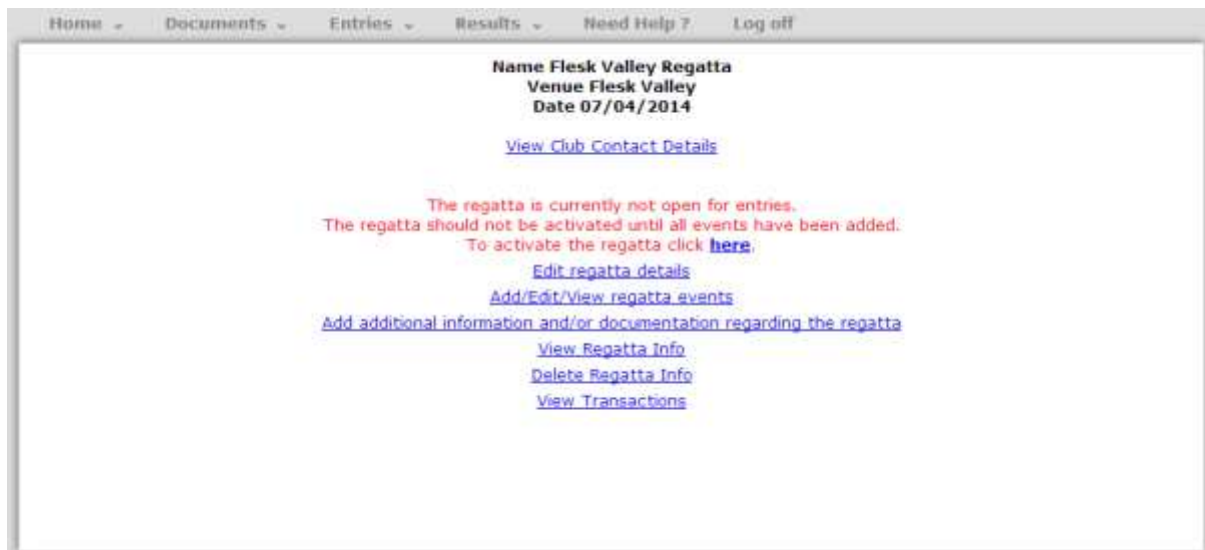 Home Documents Entries Results Need Help ? Log off
Name Flesk Valley Regatta
Venue Flesk Valley
Date 07/04/2014
View Club Contact Details
The regatta is currently not open for entries.
The regatta should not be activated until all events have been added.
To activate the regatta click here.
Edit regatta details
Add/Edit/View regatta events
Add additional information and/or documentation regarding the regatta
View Regatta Info
Delete Regatta Info
View Transactions